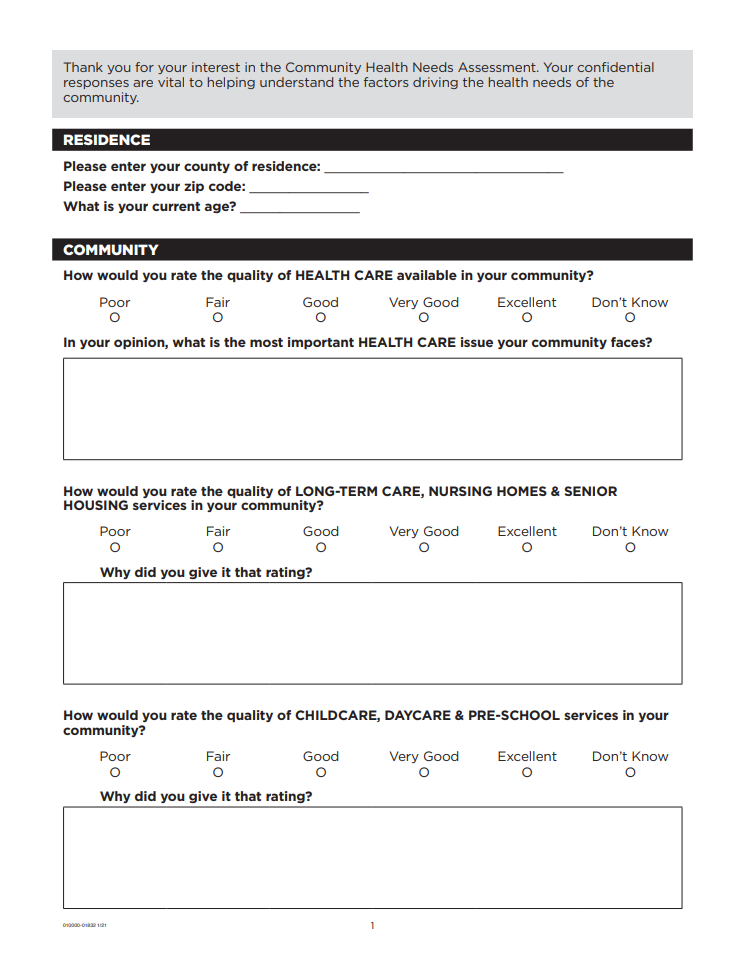 Thank you for your interest in the Community Health Needs Assessment. Your confidential
responses are vital to helping understand the factors driving the health needs of the
community.
RESIDENCE
Please enter your county of residence: ______________________________
Please enter your zip code: _______________
What is your current age? _______________
COMMUNITY
How would you rate the quality of HEALTH CARE available in your community?
Poor Fair Good Very Good Excellent Don't Know
O O O O O O
In your opinion, what is the most important HEALTH CARE issue your community faces?
How would you rate the quality of LONG-TERM CARE, NURSING HOMES & SENIOR
HOUSING services in your community?
Poor Fair Good Very Good Excellent Don't Know
O O O O O O
Why did you give it that rating?
How would you rate the quality of CHILDCARE, DAYCARE & PRE-SCHOOL services in your
community?
Poor Fair Good Very Good Excellent Don't Know
O O O O O O
Why did you give it that rating?
010000-01932 1/21
1